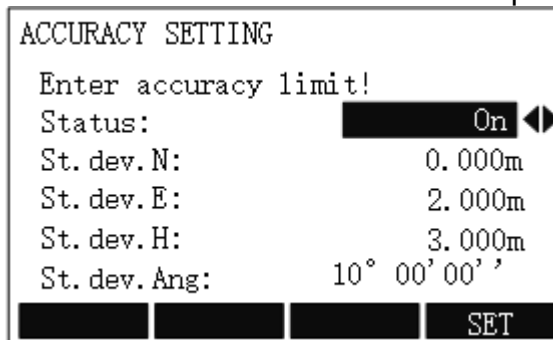 ACCURACY SETTING
Enter accuracy limit!
Status: On
St.dev.N: 0.000m
St.dev.E: 2.000m
St.dev.H: 3.000m
St.dev.Ang: 10° 00'00''
SET